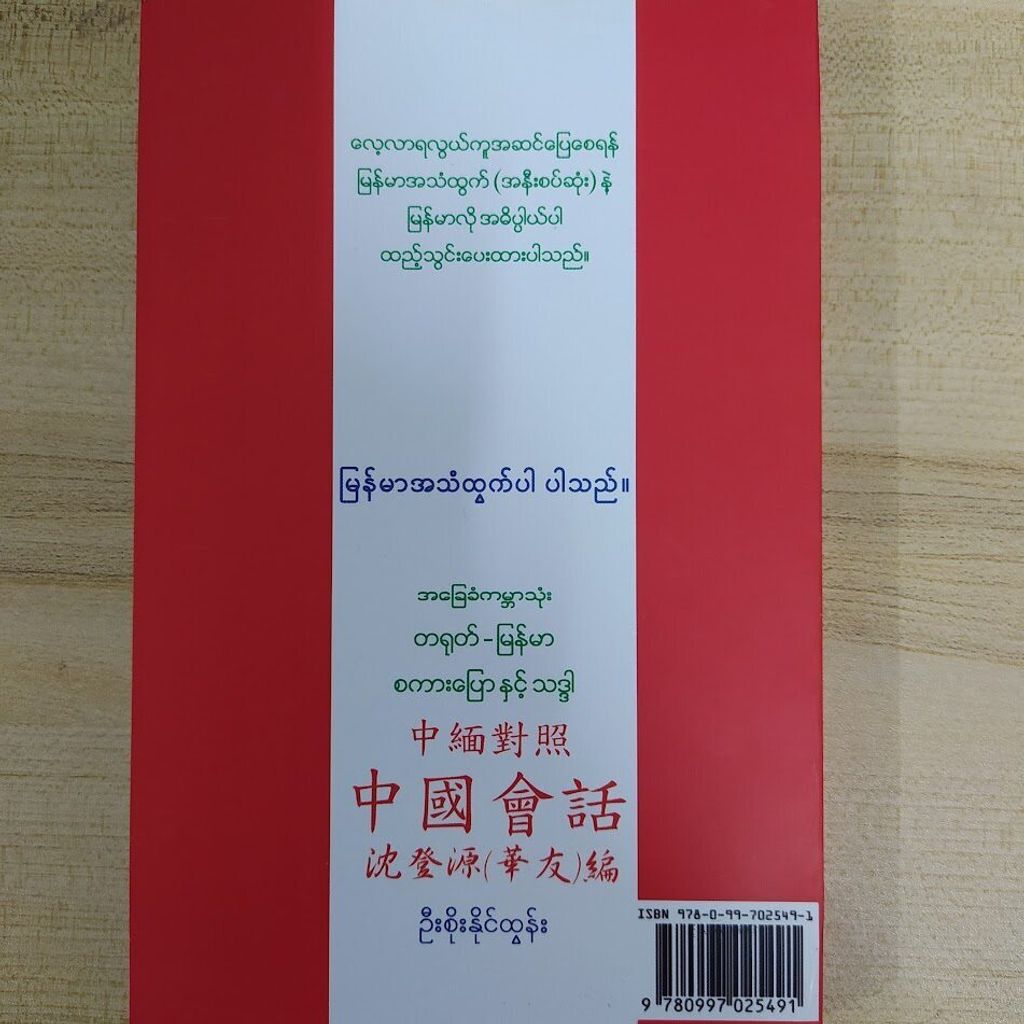 လေ့လာရလွယ်ကူအဆင်ပြေစေရန်
မြန်မာအသံထွက် (အနီးစပ်ဆုံး) နဲ့
မြန်မာလို အဓိပ္ပါယ်ပါ
ထည့်သွင်းပေးထားပါသည်။
မြန်မာအသံထွက်ပါ ပါသည်။
အခြေခံကမ္ဘာသုံး
တရုတ် – မြန်မာ
စကားပြော နှင့် သဒ္ဒါ
中緬對照
中國會話
沈登源(華友)編
ဦးစိုးနိုင်ထွန်း
ISBN 978-0-99-702549-1
9 780997 025491